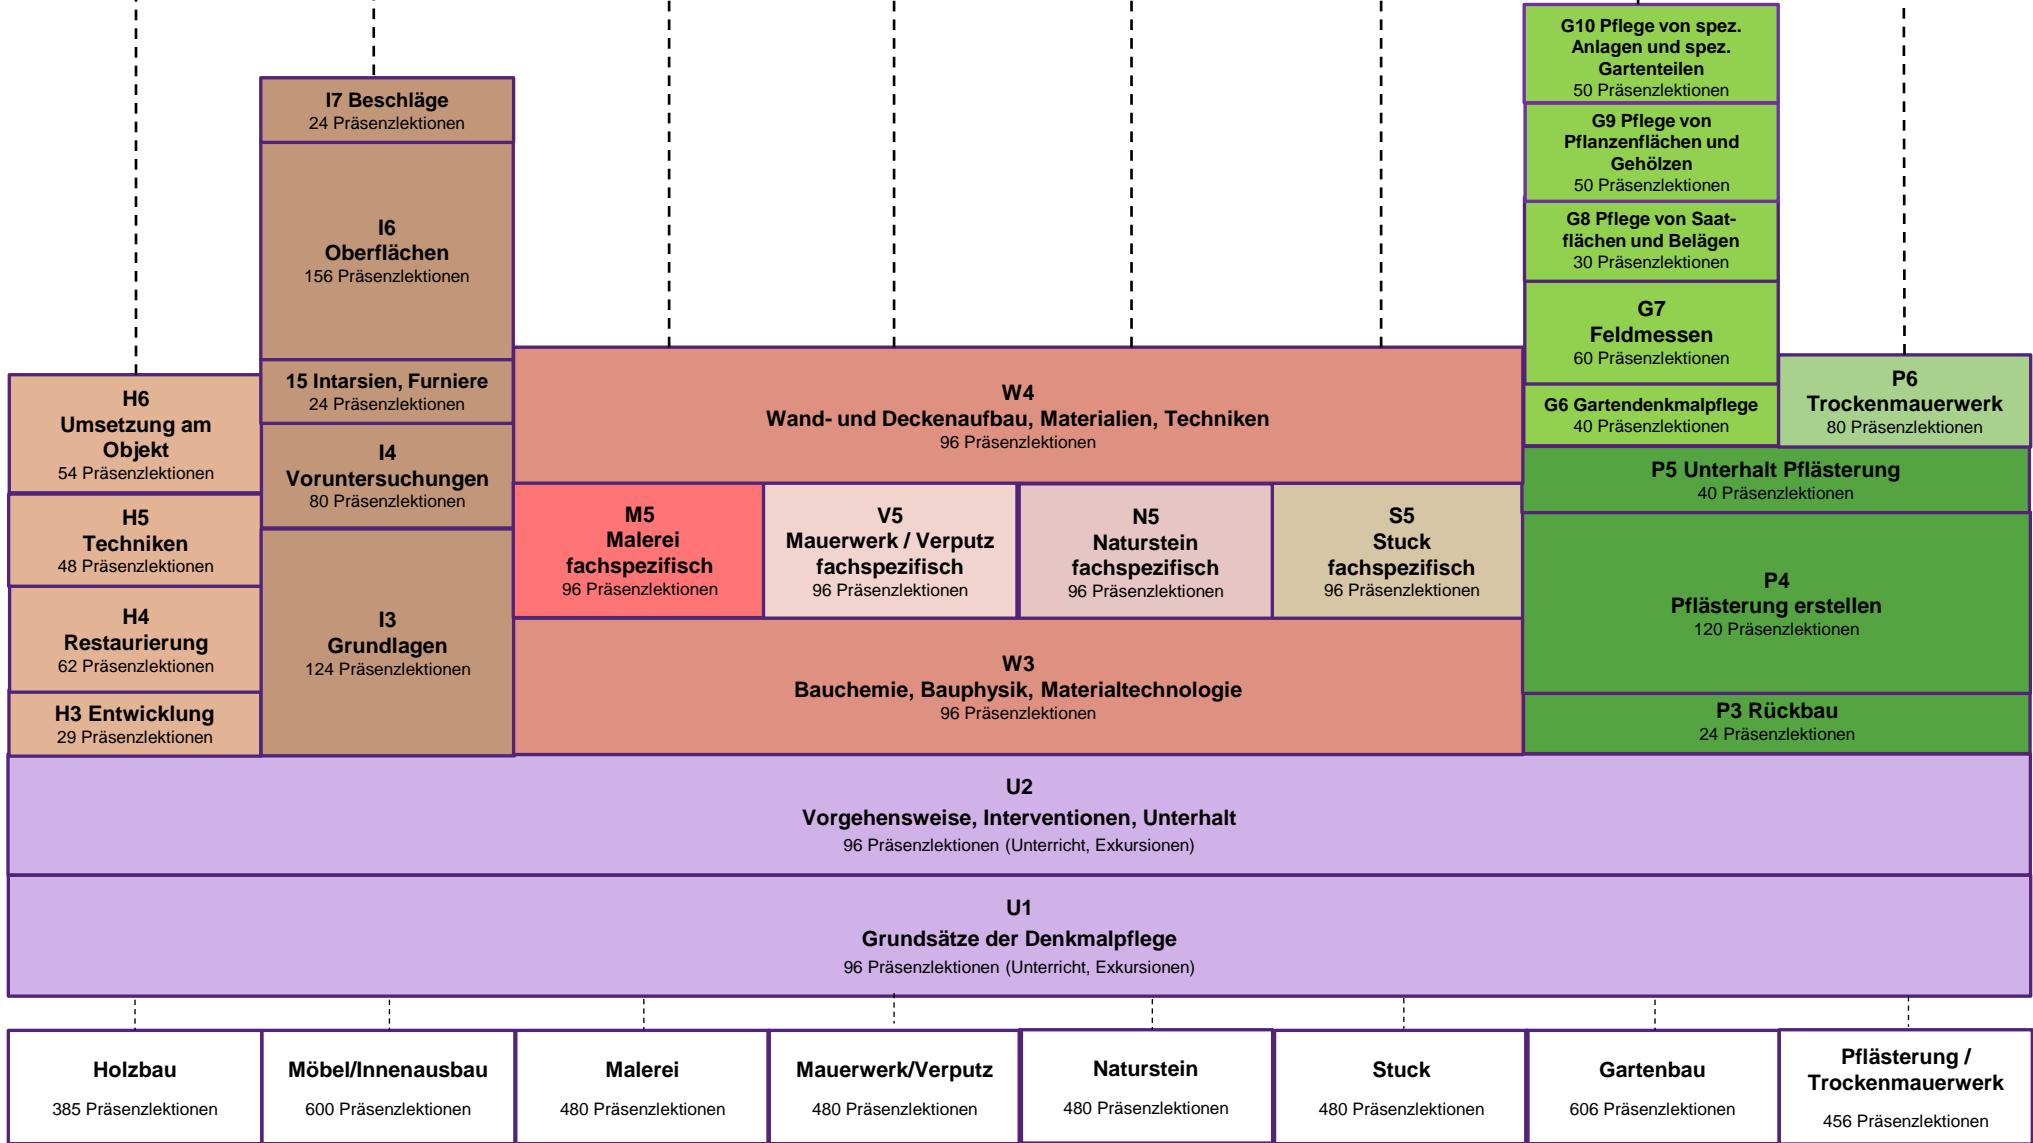 G10 Pflege von spez.
Anlagen und spez.
Gartenteilen
50 Präsenzlektionen
I7 Beschläge
24 Präsenzlektionen
G9 Pflege von
Pflanzenflächen und
Gehölzen
50 Präsenzlektionen
I6
Oberflächen
156 Präsenzlektionen
G8 Pflege von Saat-
flächen und Belägen
30 Präsenzlektionen
G7
Feldmessen
60 Präsenzlektionen
H6
Umsetzung am
Objekt
54 Präsenzlektionen
15 Intarsien, Furniere
24 Präsenzlektionen
W4
Wand- und Deckenaufbau, Materialien, Techniken
96 Präsenzlektionen
G6 Gartendenkmalpflege
40 Präsenzlektionen
P6
Trockenmauerwerk
80 Präsenzlektionen
I4
Voruntersuchungen
80 Präsenzlektionen
P5 Unterhalt Pflästerung
40 Präsenzlektionen
H5
Techniken
48 Präsenzlektionen
M5
Malerei
fachspezifisch
96 Präsenzlektionen
V5
Mauerwerk / Verputz
fachspezifisch
96 Präsenzlektionen
N5
Naturstein
fachspezifisch
96 Präsenzlektionen
S5
Stuck
fachspezifisch
96 Präsenzlektionen
P4
Pflästerung erstellen
120 Präsenzlektionen
H4
Restaurierung
62 Präsenzlektionen
I3
Grundlagen
124 Präsenzlektionen
W3
Bauchemie, Bauphysik, Materialtechnologie
96 Präsenzlektionen
H3 Entwicklung
29 Präsenzlektionen
P3 Rückbau
24 Präsenzlektionen
U2
Vorgehensweise, Interventionen, Unterhalt
96 Präsenzlektionen (Unterricht, Exkursionen)
U1
Grundsätze der Denkmalpflege
96 Präsenzlektionen (Unterricht, Exkursionen)
Holzbau
385 Präsenzlektionen
Möbel/Innenausbau
600 Präsenzlektionen
Malerei
480 Präsenzlektionen
Mauerwerk/Verputz
480 Präsenzlektionen
Naturstein
480 Präsenzlektionen
Stuck
480 Präsenzlektionen
Gartenbau
606 Präsenzlektionen
Pflästerung /
Trockenmauerwerk
456 Präsenzlektionen